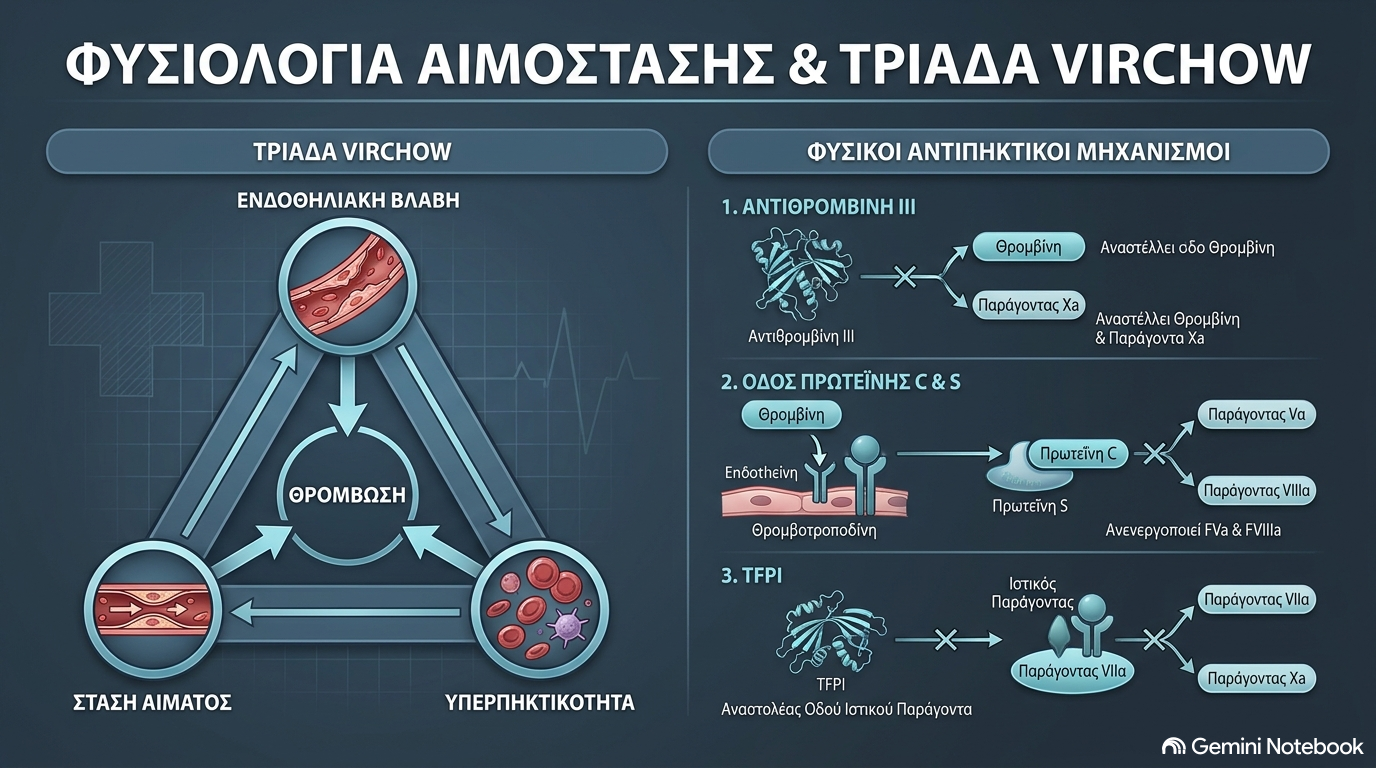 ΦΥΣΙΟΛΟΓΙΑ ΑΙΜΟΣΤΑΣΗΣ & ΤΡΙΑΔΑ VIRCHOW
ΤΡΙΑΔΑ VIRCHOW
ΕΝΔΟΘΗΛΙΑΚΗ ΒΛΑΒΗ
ΘΡΟΜΒΩΣΗ
ΣΤΑΣΗ ΑΙΜΑΤΟΣ
ΥΠΕΡΠΗΚΤΙΚΟΤΗΤΑ
ΦΥΣΙΚΟΙ ΑΝΤΙΠΗΚΤΙΚΟΙ ΜΗΧΑΝΙΣΜΟΙ
1. ΑΝΤΙΘΡΟΜΒΙΝΗ III
Θρομβίνη
Αναστέλλει σδο Θρομβίνη
Παράγοντας Xa
Αναστέλλει Θρομβίνη
& Παράγοντα Xa
Αντιθρομβίνη III
2. ΟΔΟΣ ΠΡΩΤΕΪΝΗΣ C & S
Θρομβίνη
Παράγοντας Va
Πρωτεΐνη C
Endotheίνη
Παράγοντας VIIIa
Πρωτεΐνη S
Θρομβοτροποδίνη
Ανενεργοποιεί FVa & FVIIIa
3. TFPI
Ιστικός
Παράγοντας
Παράγοντας VIIa
Παράγοντας VIIα
Παράγοντας Xa
TFPI
Αναστολέας Οδού Ιστικού Παράγοντα
Gemini Notebook